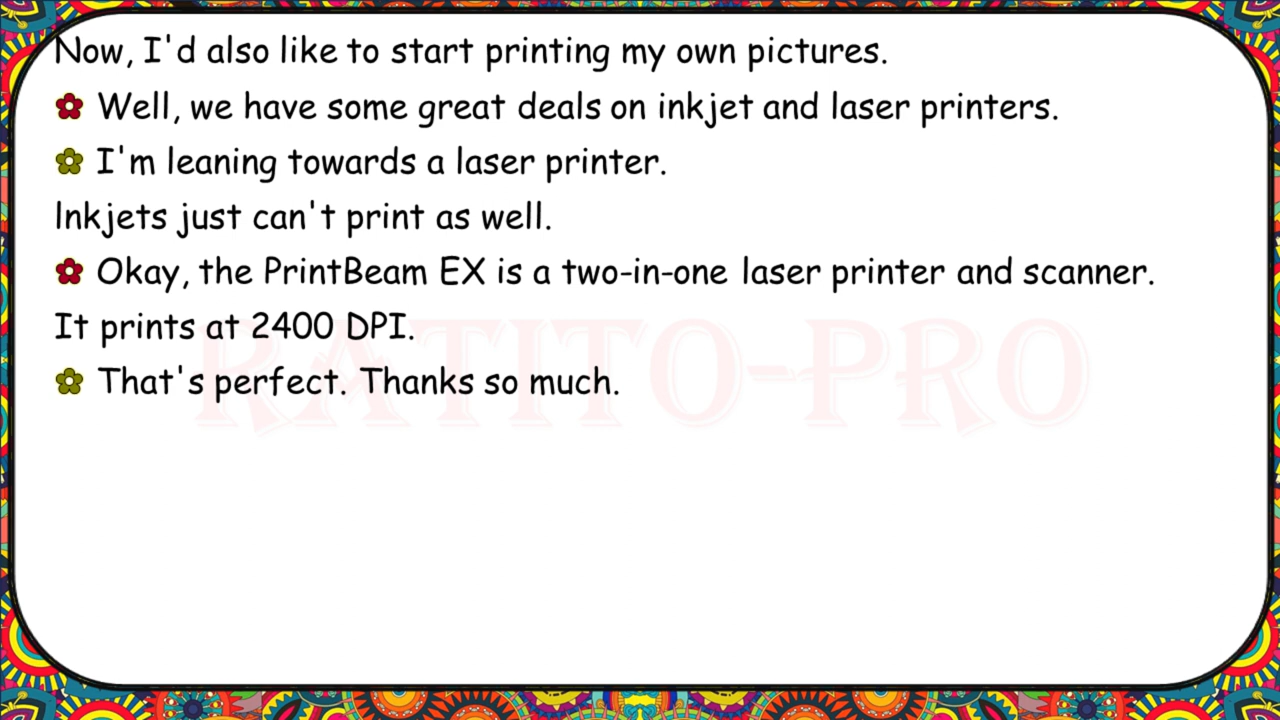 Now, I'd also like to start printing my own pictures.
Well, we have some great deals on inkjet and laser printers.
I'm leaning towards a laser printer.
lnkjets just can't print as well.
Okay, the PrintBeam EX is a two-in-one laser printer and scanner.
It prints at 2400 DPI.
RATITO-PRO
That's perfect. Thanks so much.